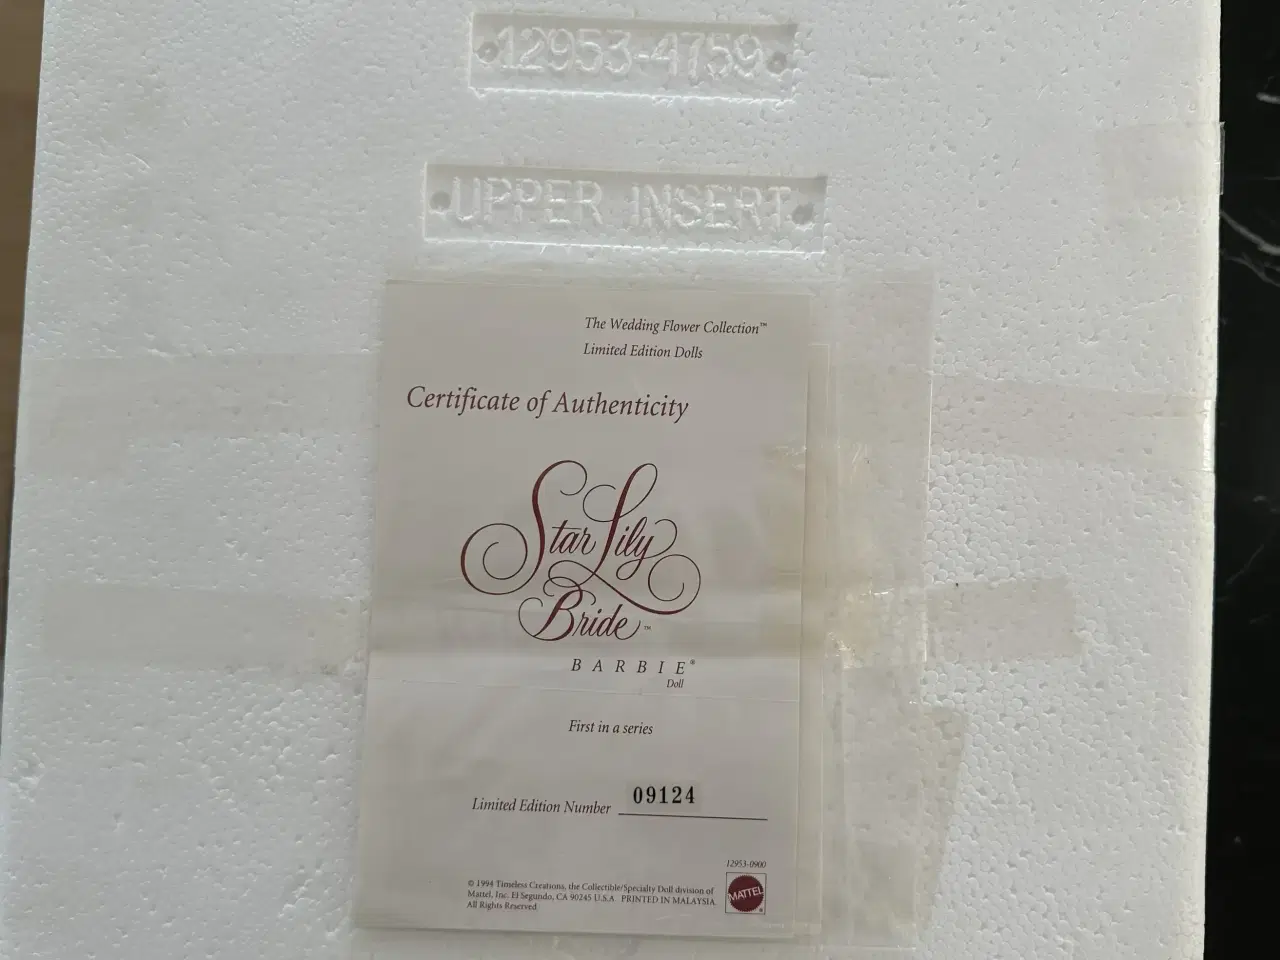 12953-4759
UPPER INSERT
The Wedding Flower Collection™
Limited Edition Dolls
Certificate of Authenticity
Star Lily
Bride™
BARBIE®
Doll
First in a series
Limited Edition Number 09124
12953-0900
© 1994 Timeless Creations, the Collectible/Specialty Doll division of
Mattel, Inc. El Segundo, CA 90245 U.S.A PRINTED IN MALAYSIA.
All Rights Reserved
MATTEL®